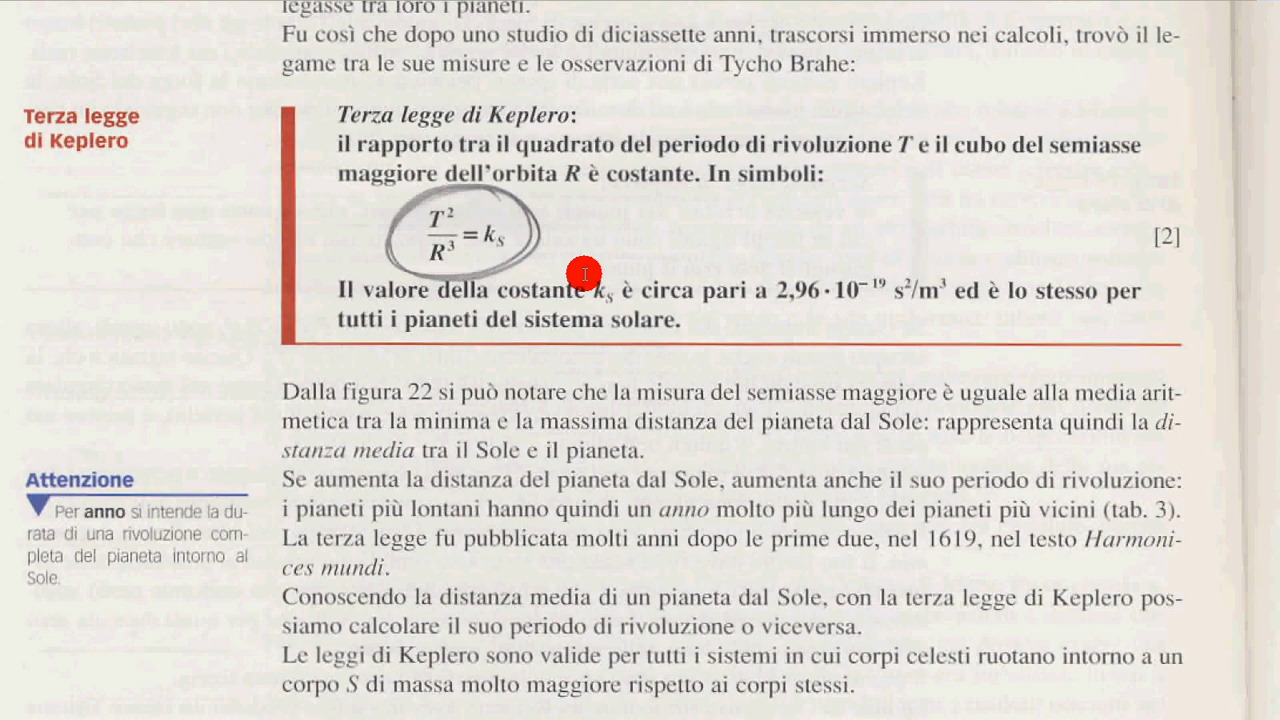 legasse tra loro i pianeti.
Fu così che dopo uno studio di diciassette anni, trascorsi immerso nei calcoli, trovò il le-
game tra le sue misure e le osservazioni di Tycho Brahe:
Terza legge
di Keplero
Terza legge di Keplero:
il rapporto tra il quadrato del periodo di rivoluzione T e il cubo del semiasse
maggiore dell'orbita R è costante. In simboli:
T²/R³ = kₛ [2]
Il valore della costante kₛ è circa pari a 2,96 · 10⁻¹⁹ s²/m³ ed è lo stesso per
tutti i pianeti del sistema solare.
Dalla figura 22 si può notare che la misura del semiasse maggiore è uguale alla media arit-
metica tra la minima e la massima distanza del pianeta dal Sole: rappresenta quindi la di-
stanza media tra il Sole e il pianeta.
Se aumenta la distanza del pianeta dal Sole, aumenta anche il suo periodo di rivoluzione:
i pianeti più lontani hanno quindi un anno molto più lungo dei pianeti più vicini (tab. 3).
La terza legge fu pubblicata molti anni dopo le prime due, nel 1619, nel testo Harmoni-
ces mundi.
Conoscendo la distanza media di un pianeta dal Sole, con la terza legge di Keplero pos-
siamo calcolare il suo periodo di rivoluzione o viceversa.
Le leggi di Keplero sono valide per tutti i sistemi in cui corpi celesti ruotano intorno a un
corpo S di massa molto maggiore rispetto ai corpi stessi.
Attenzione
Per anno si intende la du-
rata di una rivoluzione com-
pleta del pianeta intorno al
Sole.